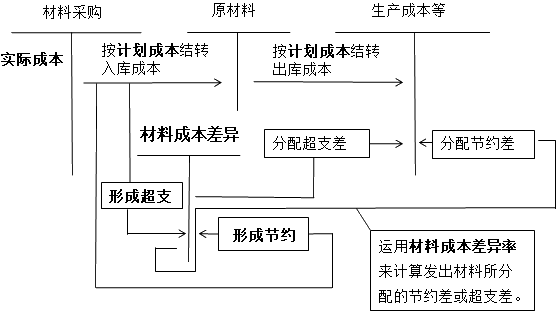 材料采购
原材料
生产成本等
实际成本
按计划成本结转
入库成本
按计划成本结转
出库成本
材料成本差异
分配超支差
分配节约差
形成超支
形成节约
运用材料成本差异率
来计算发出材料所分
配的节约差或超支差。